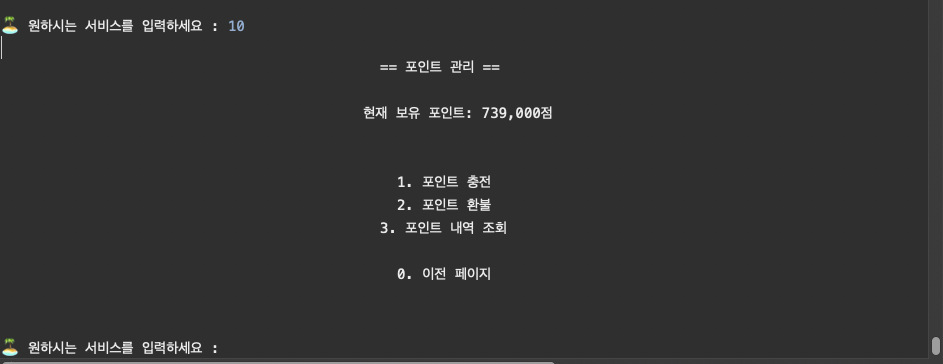 🏝️ 원하시는 서비스를 입력하세요 : 10
== 포인트 관리 ==
현재 보유 포인트: 739,000점
1. 포인트 충전
2. 포인트 환불
3. 포인트 내역 조회
0. 이전 페이지
🏝️ 원하시는 서비스를 입력하세요 :